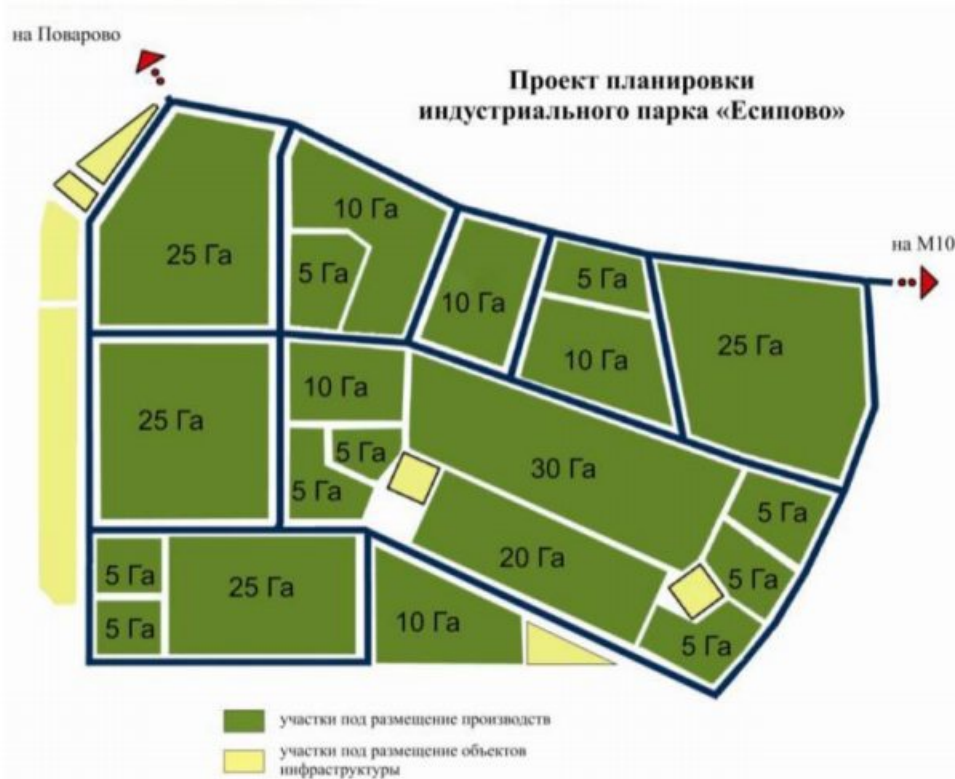 на Поварово
Проект планировки
индустриального парка «Есипово»
на М10
10 Га
25 Га
5 Га
5 Га
10 Га
10 Га
25 Га
10 Га
25 Га
5 Га
30 Га
5 Га
5 Га
20 Га
5 Га
5 Га
25 Га
5 Га
10 Га
5 Га
участки под размещение производств
участки под размещение объектов
инфраструктуры